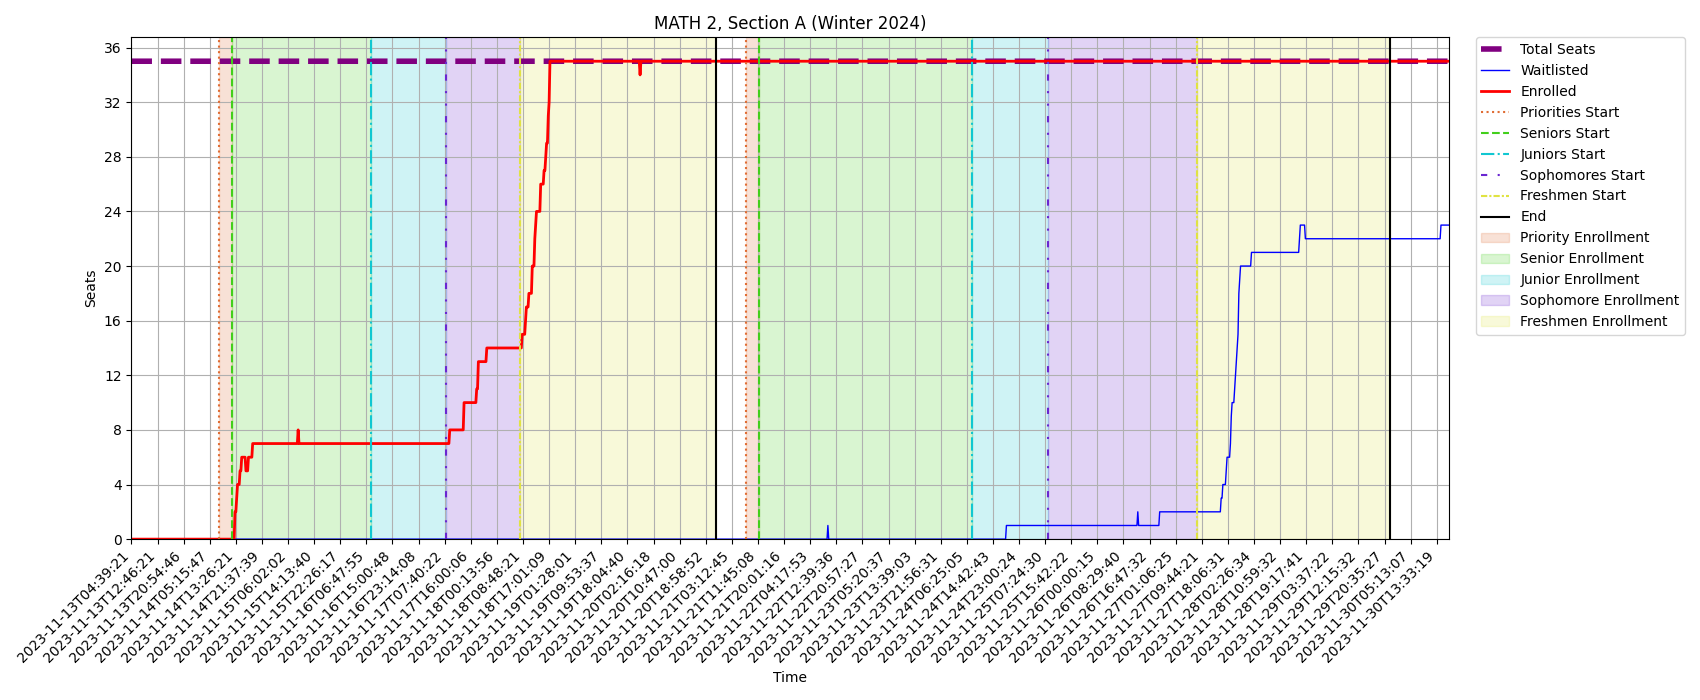 MATH 2, Section A (Winter 2024)
Seats
36
32
28
24
20
16
12
8
4
0
2023-11-13T04:39:21
2023-11-13T12:46:21
2023-11-13T20:54:46
2023-11-14T05:15:47
2023-11-14T13:26:21
2023-11-14T21:37:39
2023-11-15T06:02:02
2023-11-15T14:13:40
2023-11-15T22:26:17
2023-11-16T06:47:55
2023-11-16T15:00:48
2023-11-16T23:14:08
2023-11-17T07:40:22
2023-11-17T16:00:06
2023-11-18T00:13:56
2023-11-18T08:48:21
2023-11-18T17:01:09
2023-11-19T01:28:01
2023-11-19T09:53:37
2023-11-19T18:04:40
2023-11-20T02:16:18
2023-11-20T10:47:00
2023-11-20T18:58:52
2023-11-21T03:12:45
2023-11-21T11:45:08
2023-11-21T20:01:16
2023-11-22T04:17:53
2023-11-22T12:39:36
2023-11-22T20:57:27
2023-11-23T05:20:37
2023-11-23T13:39:03
2023-11-23T21:56:31
2023-11-24T06:25:05
2023-11-24T14:42:43
2023-11-24T23:00:24
2023-11-25T07:24:30
2023-11-25T15:42:22
2023-11-26T00:00:15
2023-11-26T08:29:40
2023-11-26T16:47:32
2023-11-27T01:06:25
2023-11-27T09:44:21
2023-11-27T18:06:31
2023-11-28T02:26:34
2023-11-28T10:59:32
2023-11-28T19:17:41
2023-11-29T03:37:22
2023-11-29T12:15:32
2023-11-29T20:35:27
2023-11-30T05:13:07
2023-11-30T13:33:19
Time
Total Seats
Waitlisted
Enrolled
Priorities Start
Seniors Start
Juniors Start
Sophomores Start
Freshmen Start
End
Priority Enrollment
Senior Enrollment
Junior Enrollment
Sophomore Enrollment
Freshmen Enrollment